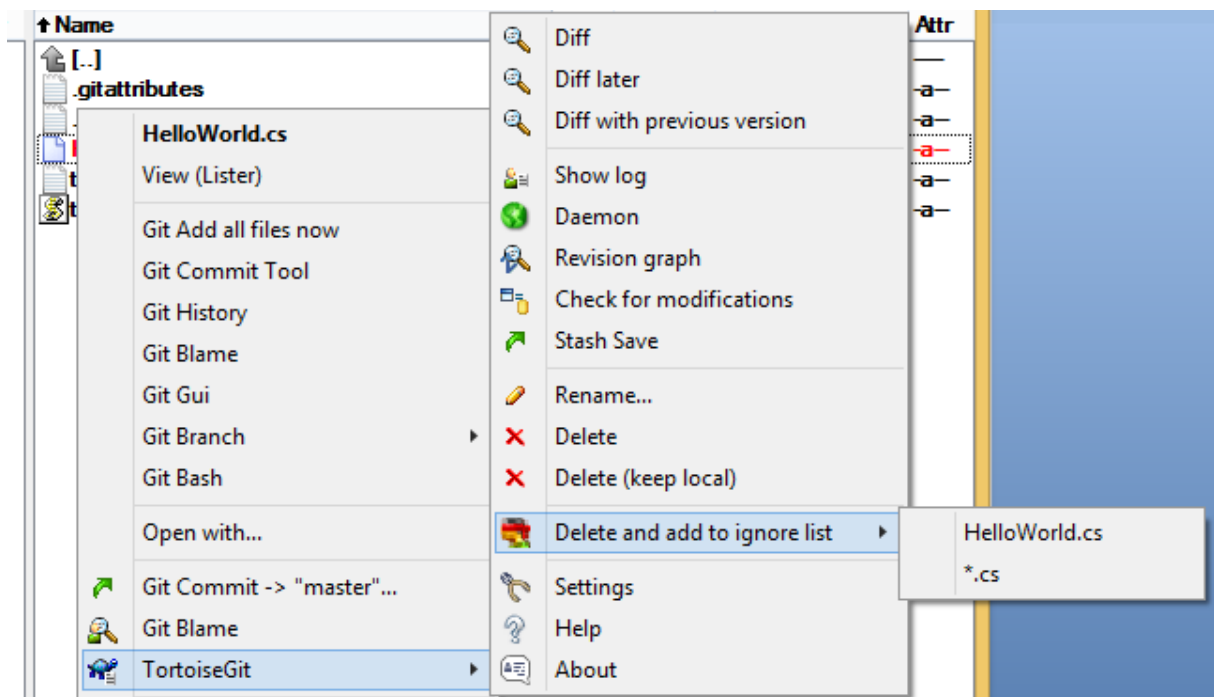 Name
Attr
[..]
.gitattributes
-a--
-a--
-a--
t
-a--
t
-a--
HelloWorld.cs
View (Lister)
Git Add all files now
Git Commit Tool
Git History
Git Blame
Git Gui
Git Branch
Git Bash
Open with...
Git Commit -> "master"...
Git Blame
TortoiseGit
Diff
Diff later
Diff with previous version
Show log
Daemon
Revision graph
Check for modifications
Stash Save
Rename...
Delete
Delete (keep local)
Delete and add to ignore list
Settings
Help
About
HelloWorld.cs
*.cs